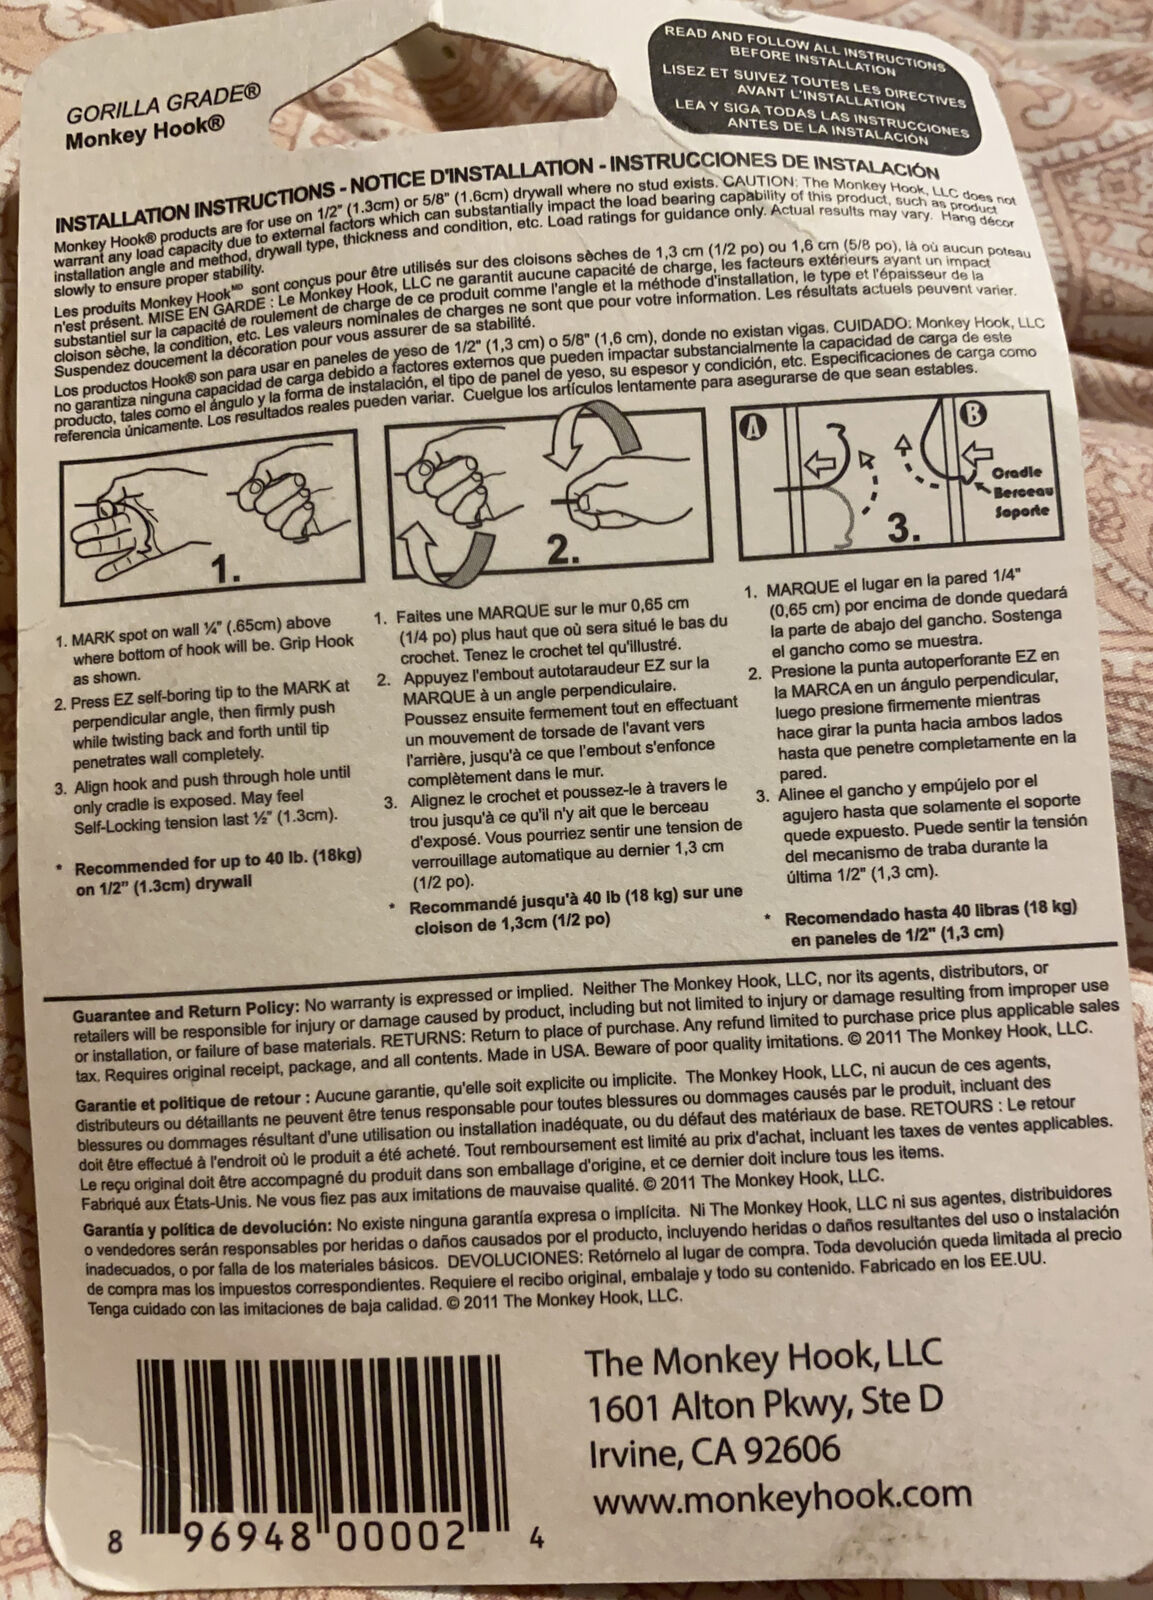 GORILLA GRADE®
Monkey Hook®
READ AND FOLLOW ALL INSTRUCTIONS
BEFORE INSTALLATION
LISEZ ET SUIVEZ TOUTES LES DIRECTIVES
AVANT L'INSTALLATION
LEA Y SIGA TODAS LAS INSTRUCCIONES
ANTES DE LA INSTALACIÓN
INSTALLATION INSTRUCTIONS - NOTICE D'INSTALLATION - INSTRUCCIONES DE INSTALACIÓN
Monkey Hook® products are for use on 1/2" (1.3cm) or 5/8" (1.6cm) drywall where no stud exists. CAUTION: The Monkey Hook, LLC does not
warrant any load capacity due to external factors which can substantially impact the load bearing capability of this product, such as product
installation angle and method, drywall type, thickness and condition, etc. Load ratings for guidance only. Actual results may vary. Hang décor
slowly to ensure proper stability.
Les produits Monkey Hook MD sont conçus pour être utilisés sur des cloisons sèches de 1,3 cm (1/2 po) ou 1,6 cm (5/8 po), là où aucun poteau
n'est présent. MISE EN GARDE : Le Monkey Hook, LLC ne garantit aucune capacité de charge, les facteurs extérieurs ayant un impact
substantiel sur la capacité de roulement de charge de ce produit comme l'angle et la méthode d'installation, le type et l'épaisseur de la
cloison sèche, la condition, etc. Les valeurs nominales de charges ne sont que pour votre information. Les résultats actuels peuvent varier.
Suspendez doucement la décoration pour vous assurer de sa stabilité.
Los productos Hook® son para usar en paneles de yeso de 1/2" (1,3 cm) o 5/8" (1,6 cm), donde no existan vigas. CUIDADO: Monkey Hook, LLC
no garantiza ninguna capacidad de carga debido a factores externos que pueden impactar substancialmente la capacidad de carga de este
producto, tales como el ángulo y la forma de instalación, el tipo de panel de yeso, su espesor y condición, etc. Especificaciones de carga como
referencia únicamente. Los resultados reales pueden variar. Cuelgue los artículos lentamente para asegurarse de que sean estables.
1.
2.
A
B
Cradle
Berceau
Soporte
3.
1. MARK spot on wall ¼" (.65cm) above
where bottom of hook will be. Grip Hook
as shown.
2. Press EZ self-boring tip to the MARK at
perpendicular angle, then firmly push
while twisting back and forth until tip
penetrates wall completely.
3. Align hook and push through hole until
only cradle is exposed. May feel
Self-Locking tension last ½" (1.3cm).
* Recommended for up to 40 lb. (18kg)
on 1/2" (1.3cm) drywall
1. Faites une MARQUE sur le mur 0,65 cm
(1/4 po) plus haut que où sera situé le bas du
crochet. Tenez le crochet tel qu'illustré.
2. Appuyez l'embout autotaraudeur EZ sur la
MARQUE à un angle perpendiculaire.
Poussez ensuite fermement tout en effectuant
un mouvement de torsade de l'avant vers
l'arrière, jusqu'à ce que l'embout s'enfonce
complètement dans le mur.
3. Alignez le crochet et poussez-le à travers le
trou jusqu'à ce qu'il n'y ait que le berceau
d'exposé. Vous pourriez sentir une tension de
verrouillage automatique au dernier 1,3 cm
(1/2 po).
* Recommandé jusqu'à 40 lb (18 kg) sur une
cloison de 1,3cm (1/2 po)
1. MARQUE el lugar en la pared 1/4"
(0,65 cm) por encima de donde quedará
la parte de abajo del gancho. Sostenga
el gancho como se muestra.
2. Presione la punta autoperforante EZ en
la MARCA en un ángulo perpendicular,
luego presione firmemente mientras
hace girar la punta hacia ambos lados
hasta que penetre completamente en la
pared.
3. Alinee el gancho y empújelo por el
agujero hasta que solamente el soporte
quede expuesto. Puede sentir la tensión
del mecanismo de traba durante la
última 1/2" (1,3 cm).
* Recomendado hasta 40 libras (18 kg)
en paneles de 1/2" (1,3 cm)
Guarantee and Return Policy: No warranty is expressed or implied. Neither The Monkey Hook, LLC, nor its agents, distributors, or
retailers will be responsible for injury or damage caused by product, including but not limited to injury or damage resulting from improper use
or installation, or failure of base materials. RETURNS: Return to place of purchase. Any refund limited to purchase price plus applicable sales
tax. Requires original receipt, package, and all contents. Made in USA. Beware of poor quality imitations. © 2011 The Monkey Hook, LLC.
Garantie et politique de retour : Aucune garantie, qu'elle soit explicite ou implicite. The Monkey Hook, LLC, ni aucun de ces agents,
distributeurs ou détaillants ne peuvent être tenus responsable pour toutes blessures ou dommages causés par le produit, incluant des
blessures ou dommages résultant d'une utilisation ou installation inadéquate, ou du défaut des matériaux de base. RETOURS : Le retour
doit être effectué à l'endroit où le produit a été acheté. Tout remboursement est limité au prix d'achat, incluant les taxes de ventes applicables.
Le reçu original doit être accompagné du produit dans son emballage d'origine, et ce dernier doit inclure tous les items.
Fabriqué aux États-Unis. Ne vous fiez pas aux imitations de mauvaise qualité. © 2011 The Monkey Hook, LLC.
Garantía y política de devolución: No existe ninguna garantía expresa o implícita. Ni The Monkey Hook, LLC ni sus agentes, distribuidores
o vendedores serán responsables por heridas o daños causados por el producto, incluyendo heridas o daños resultantes del uso o instalación
inadecuados, o por falla de los materiales básicos. DEVOLUCIONES: Retórnelo al lugar de compra. Toda devolución queda limitada al precio
de compra mas los impuestos correspondientes. Requiere el recibo original, embalaje y todo su contenido. Fabricado en los EE.UU.
Tenga cuidado con las imitaciones de baja calidad. © 2011 The Monkey Hook, LLC.
The Monkey Hook, LLC
1601 Alton Pkwy, Ste D
Irvine, CA 92606
www.monkeyhook.com
8 96948 00002 4